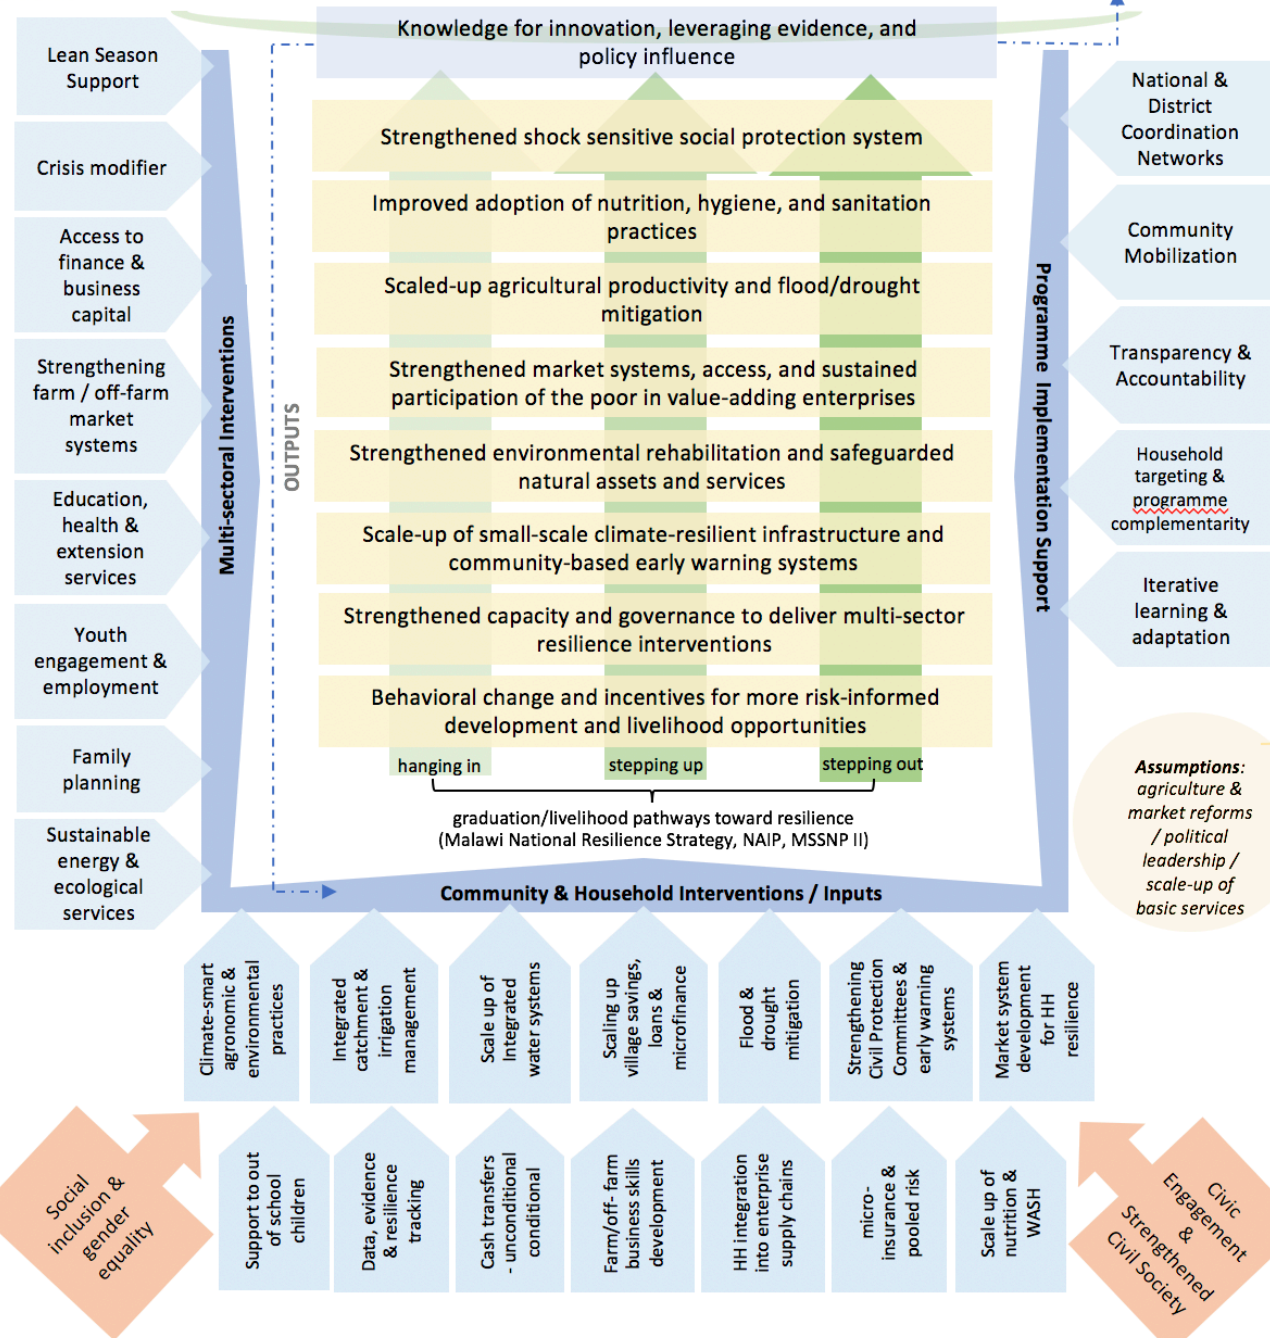 Knowledge for innovation, leveraging evidence, and
policy influence
Lean Season
Support
Crisis modifier
Access to
finance &
business
capital
Strengthening
farm / off-farm
market
systems
Education,
health &
extension
services
Youth
engagement &
employment
Family
planning
Sustainable
energy &
ecological
services
Multi-sectoral Interventions
OUTPUTS
Strengthened shock sensitive social protection system
Improved adoption of nutrition, hygiene, and sanitation
practices
Scaled-up agricultural productivity and flood/drought
mitigation
Strengthened market systems, access, and sustained
participation of the poor in value-adding enterprises
Strengthened environmental rehabilitation and safeguarded
natural assets and services
Scale-up of small-scale climate-resilient infrastructure and
community-based early warning systems
Strengthened capacity and governance to deliver multi-sector
resilience interventions
Behavioral change and incentives for more risk-informed
development and livelihood opportunities
hanging in
stepping up
stepping out
graduation/livelihood pathways toward resilience
(Malawi National Resilience Strategy, NAIP, MSSNP II)
Programme Implementation Support
National &
District
Coordination
Networks
Community
Mobilization
Transparency &
Accountability
Household
targeting &
programme
complementarity
Iterative
learning &
adaptation
Assumptions:
agriculture &
market reforms
/ political
leadership /
scale-up of
basic services
Community & Household Interventions / Inputs
Climate-smart
agronomic &
environmental
practices
Integrated
catchment &
irrigation
management
Scale up of
Integrated
water systems
Scaling up
village savings,
loans &
microfinance
Flood &
drought
mitigation
Strengthening
Civil Protection
Committees &
early warning
systems
Market system
development
for HH
resilience
Social
inclusion &
gender
equality
Support to out
of school
children
Data, evidence
& resilience
tracking
Cash transfers
- unconditional
conditional
Farm/off- farm
business skills
development
HH integration
into enterprise
supply chains
micro-
insurance &
pooled risk
Scale up of
nutrition &
WASH
Civic
Engagement
&
Strengthened
Civil Society